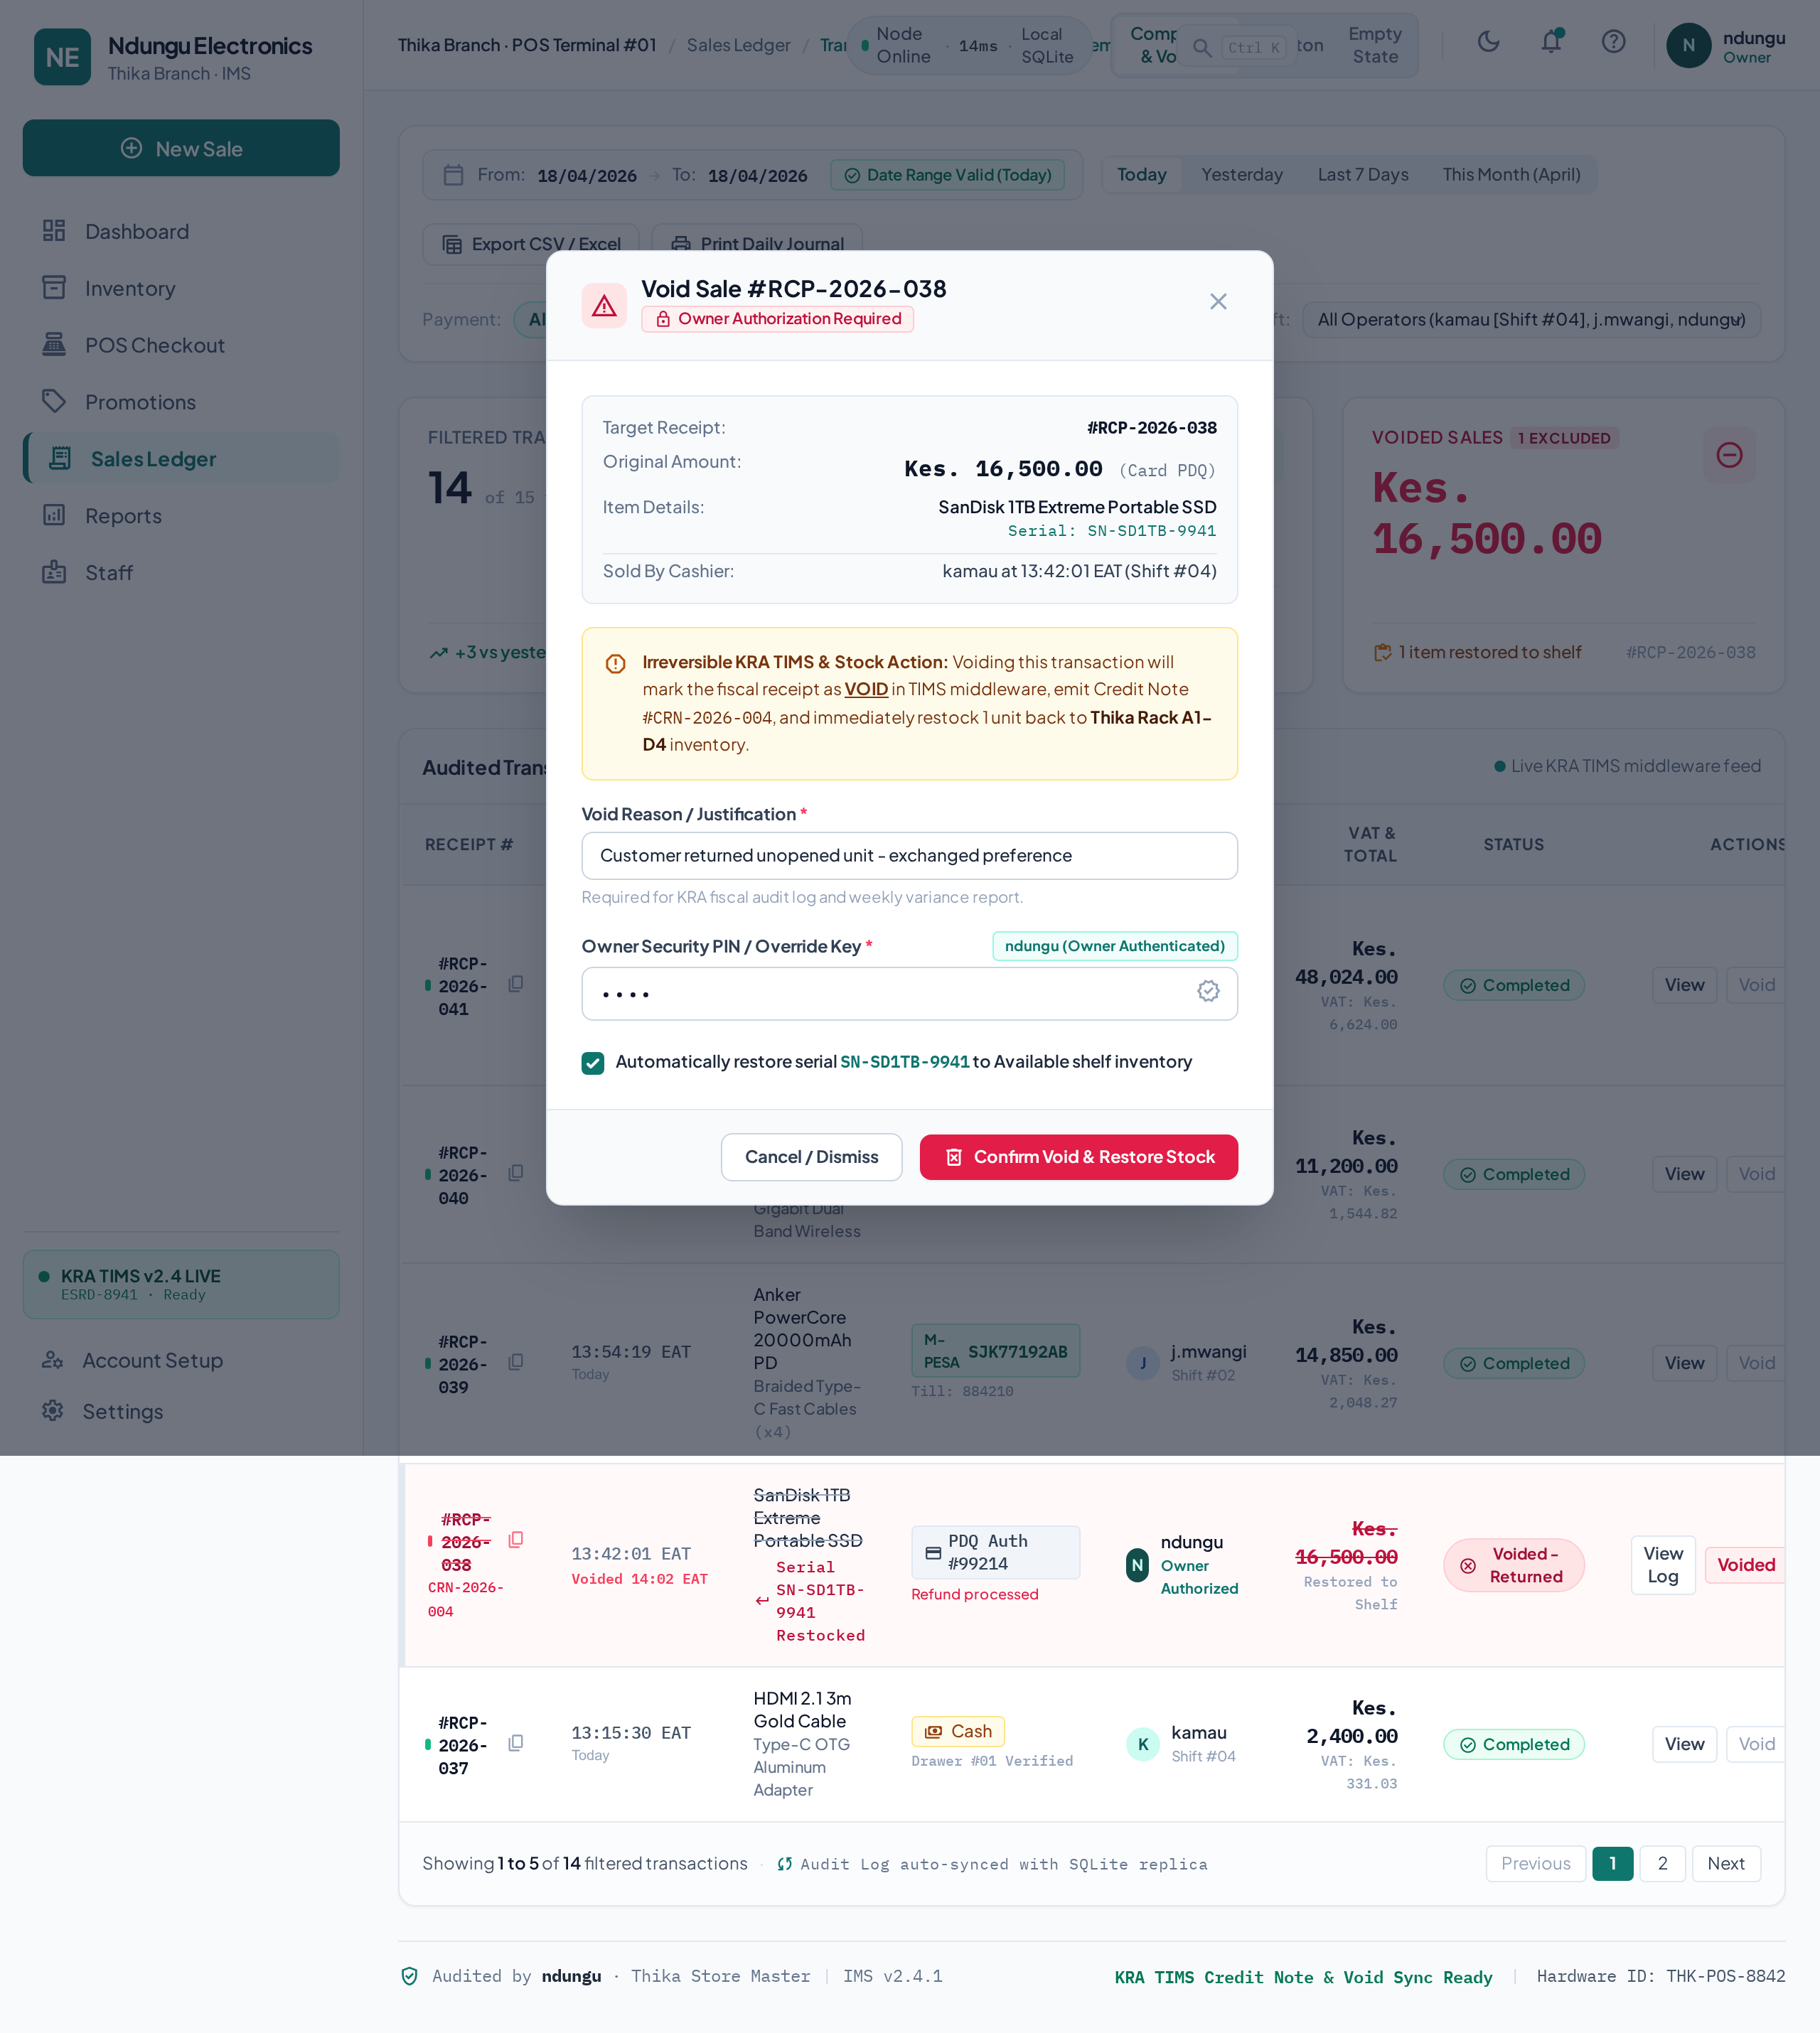 NE
Ndungu Electronics
Thika Branch · IMS
New Sale
Dashboard
Inventory
POS Checkout
Promotions
Sales Ledger
Reports
Staff
KRA TIMS v2.4 LIVE
ESRD-8941 · Ready
Account Setup
Settings
Thika Branch · POS Terminal #01 / Sales Ledger /
Node Online · 14ms · Local SQLite
Ctrl K
Empty State
N
ndungu
Owner
From: 18/04/2026 → To: 18/04/2026
Date Range Valid (Today)
Today
Yesterday
Last 7 Days
This Month (April)
Export CSV / Excel
Print Daily Journal
Payment:
All Operators (kamau [Shift #04], j.mwangi, ndungu)
FILTERED
14 of 15
+3 vs
VOIDED SALES
1 EXCLUDED
Kes.
16,500.00
1 item restored to shelf
#RCP-2026-038
Void Sale #RCP-2026-038
Owner Authorization Required
Target Receipt:
#RCP-2026-038
Original Amount:
Kes. 16,500.00 (Card PDQ)
Item Details:
SanDisk 1TB Extreme Portable SSD
Serial: SN-SD1TB-9941
Sold By Cashier:
kamau at 13:42:01 EAT (Shift #04)
Irreversible KRA TIMS & Stock Action: Voiding this transaction will
mark the fiscal receipt as VOID in TIMS middleware, emit Credit Note
#CRN-2026-004, and immediately restock 1 unit back to Thika Rack A1-
D4 inventory.
Void Reason / Justification *
Customer returned unopened unit - exchanged preference
Required for KRA fiscal audit log and weekly variance report.
Owner Security PIN / Override Key *
ndungu (Owner Authenticated)
••••
Automatically restore serial SN-SD1TB-9941 to Available shelf inventory
Cancel / Dismiss
Confirm Void & Restore Stock
Audited
Live KRA TIMS middleware feed
RECEIPT #
VAT &
TOTAL
STATUS
ACTIONS
#RCP-
2026-
041
Kes.
48,024.00
VAT: Kes.
6,624.00
Completed
View
Void
#RCP-
2026-
040
Gigabit Dual
Band Wireless
Kes.
11,200.00
VAT: Kes.
1,544.82
Completed
View
Void
#RCP-
2026-
039
13:54:19 EAT
Today
Anker
PowerCore
20000mAh
PD
Braided Type-
C Fast Cables
(x4)
M-
PESA
SJK77192AB
Till: 884210
J
j.mwangi
Shift #02
Kes.
14,850.00
VAT: Kes.
2,048.27
Completed
View
Void
#RCP-
2026-
038
CRN-2026-
004
13:42:01 EAT
Voided 14:02 EAT
SanDisk 1TB
Extreme
Portable SSD
Serial
SN-SD1TB-
9941
Restocked
PDQ Auth
#99214
Refund processed
N
ndungu
Owner
Authorized
Kes.
16,500.00
Restored to
Shelf
Voided -
Returned
View
Log
Voided
#RCP-
2026-
037
13:15:30 EAT
Today
HDMI 2.1 3m
Gold Cable
Type-C OTG
Aluminum
Adapter
Cash
Drawer #01 Verified
K
kamau
Shift #04
Kes.
2,400.00
VAT: Kes.
331.03
Completed
View
Void
Showing 1 to 5 of 14 filtered transactions · Audit Log auto-synced with SQLite replica
Previous
1
2
Next
Audited by ndungu · Thika Store Master | IMS v2.4.1
KRA TIMS Credit Note & Void Sync Ready | Hardware ID: THK-POS-8842